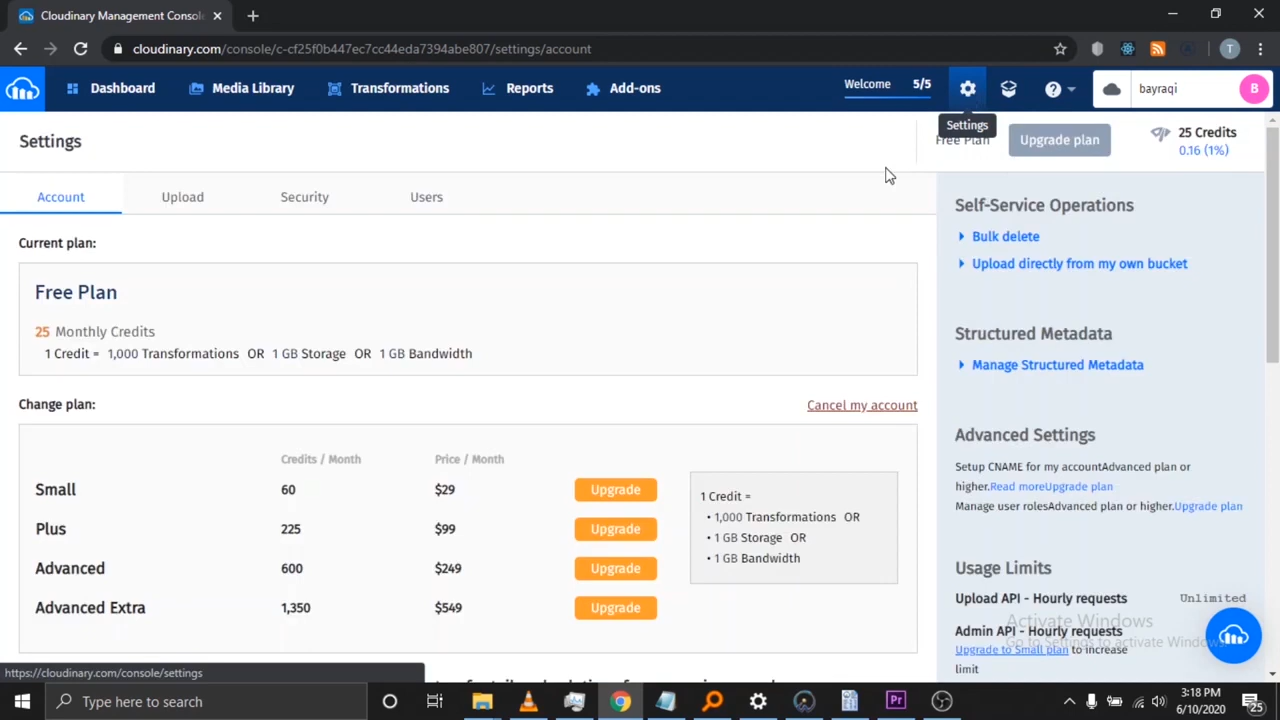 Cloudinary Management Conso
cloudinary.com/console/c-cf25f0b447ec7cc44eda7394abe807/settings/account
T
Dashboard
Media Library
Transformations
Reports
Add-ons
Welcome 5/5
bayraqi
B
Settings
Settings
Free Plan
Upgrade plan
25 Credits
0.16 (1%)
Account
Upload
Security
Users
Current plan:
Free Plan
25 Monthly Credits
1 Credit = 1,000 Transformations OR 1 GB Storage OR 1 GB Bandwidth
Change plan:
Cancel my account
Credits / Month Price / Month
Small 60 $29 Upgrade
Plus 225 $99 Upgrade
Advanced 600 $249 Upgrade
Advanced Extra 1,350 $549 Upgrade
1 Credit =
• 1,000 Transformations OR
• 1 GB Storage OR
• 1 GB Bandwidth
Self-Service Operations
Bulk delete
Upload directly from my own bucket
Structured Metadata
Manage Structured Metadata
Advanced Settings
Setup CNAME for my accountAdvanced plan or
higher.Read moreUpgrade plan
Manage user rolesAdvanced plan or higher.Upgrade plan
Usage Limits
Upload API - Hourly requests Unlimited
Admin API - Hourly requests
Upgrade to Small plan to increase
limit
Activate Windows
Go to Settings to activate Windows.
https://cloudinary.com/console/settings
Type here to search
Pr
3:18 PM
6/10/2020
25